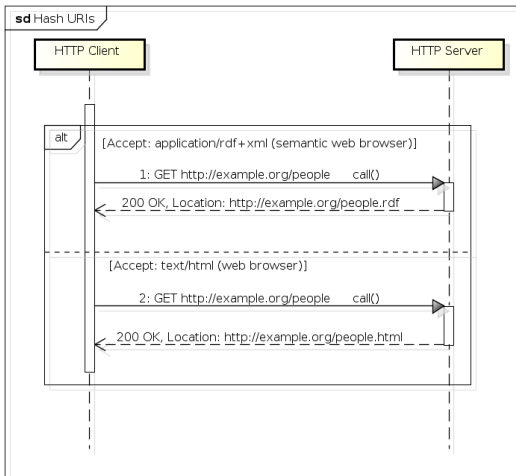 sd Hash URIs
HTTP Client
HTTP Server
alt
[Accept: application/rdf+xml (semantic web browser)]
1: GET http://example.org/people call()
200 OK, Location: http://example.org/people.rdf
[Accept: text/html (web browser)]
2: GET http://example.org/people call()
200 OK, Location: http://example.org/people.html